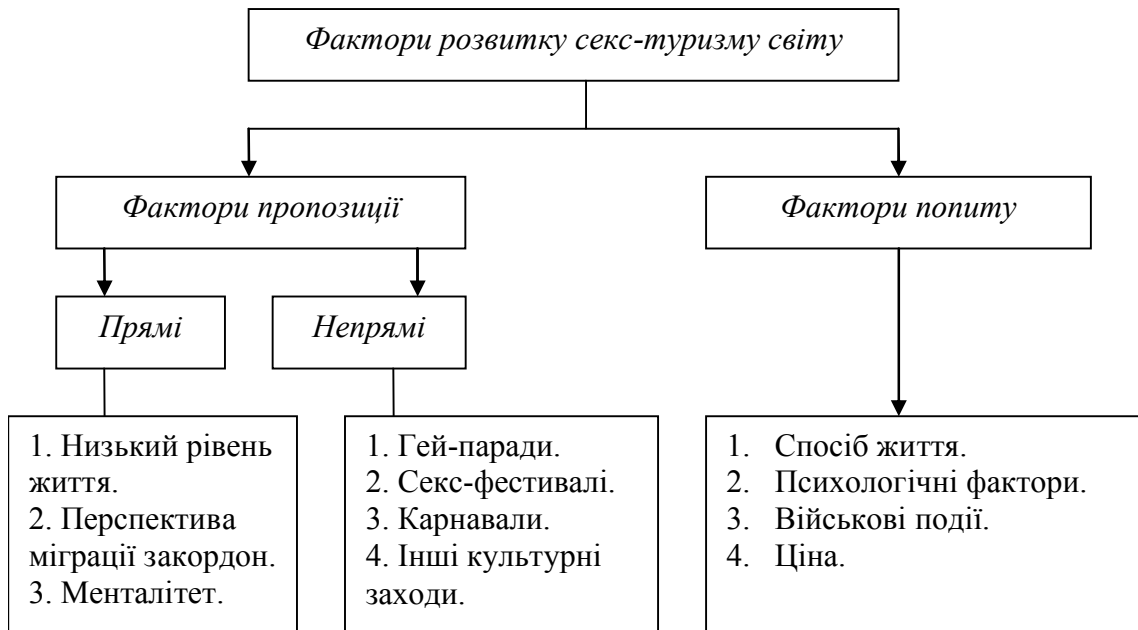 Фактори розвитку секс-туризму світу
Фактори пропозиції
Фактори попиту
Прямі
Непрямі
1. Низький рівень
життя.
2. Перспектива
міграції закордон.
3. Менталітет.
1. Гей-паради.
2. Секс-фестивалі.
3. Карнавали.
4. Інші культурні
заходи.
1. Спосіб життя.
2. Психологічні фактори.
3. Військові події.
4. Ціна.